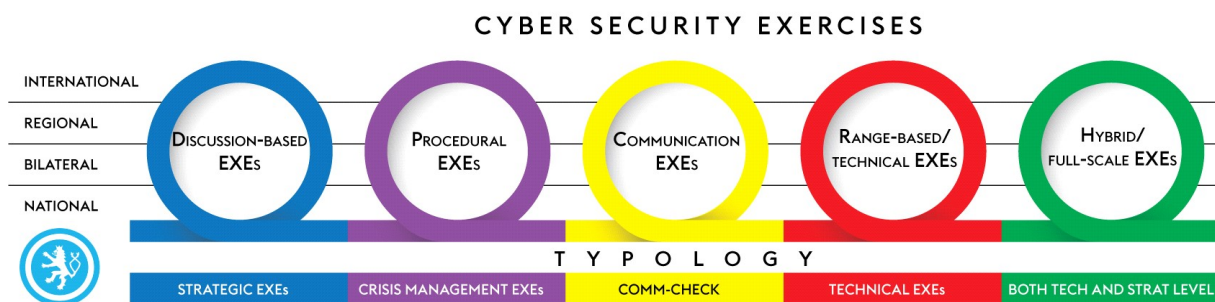 CYBER SECURITY EXERCISES
INTERNATIONAL
REGIONAL
BILATERAL
NATIONAL
DISCUSSION-BASED
EXEs
PROCEDURAL
EXEs
COMMUNICATION
EXEs
RANGE-BASED/
TECHNICAL EXEs
HYBRID/
FULL-SCALE EXEs
TYPOLOGY
STRATEGIC EXEs
CRISIS MANAGEMENT EXEs
COMM-CHECK
TECHNICAL EXEs
BOTH TECH AND STRAT LEVEL